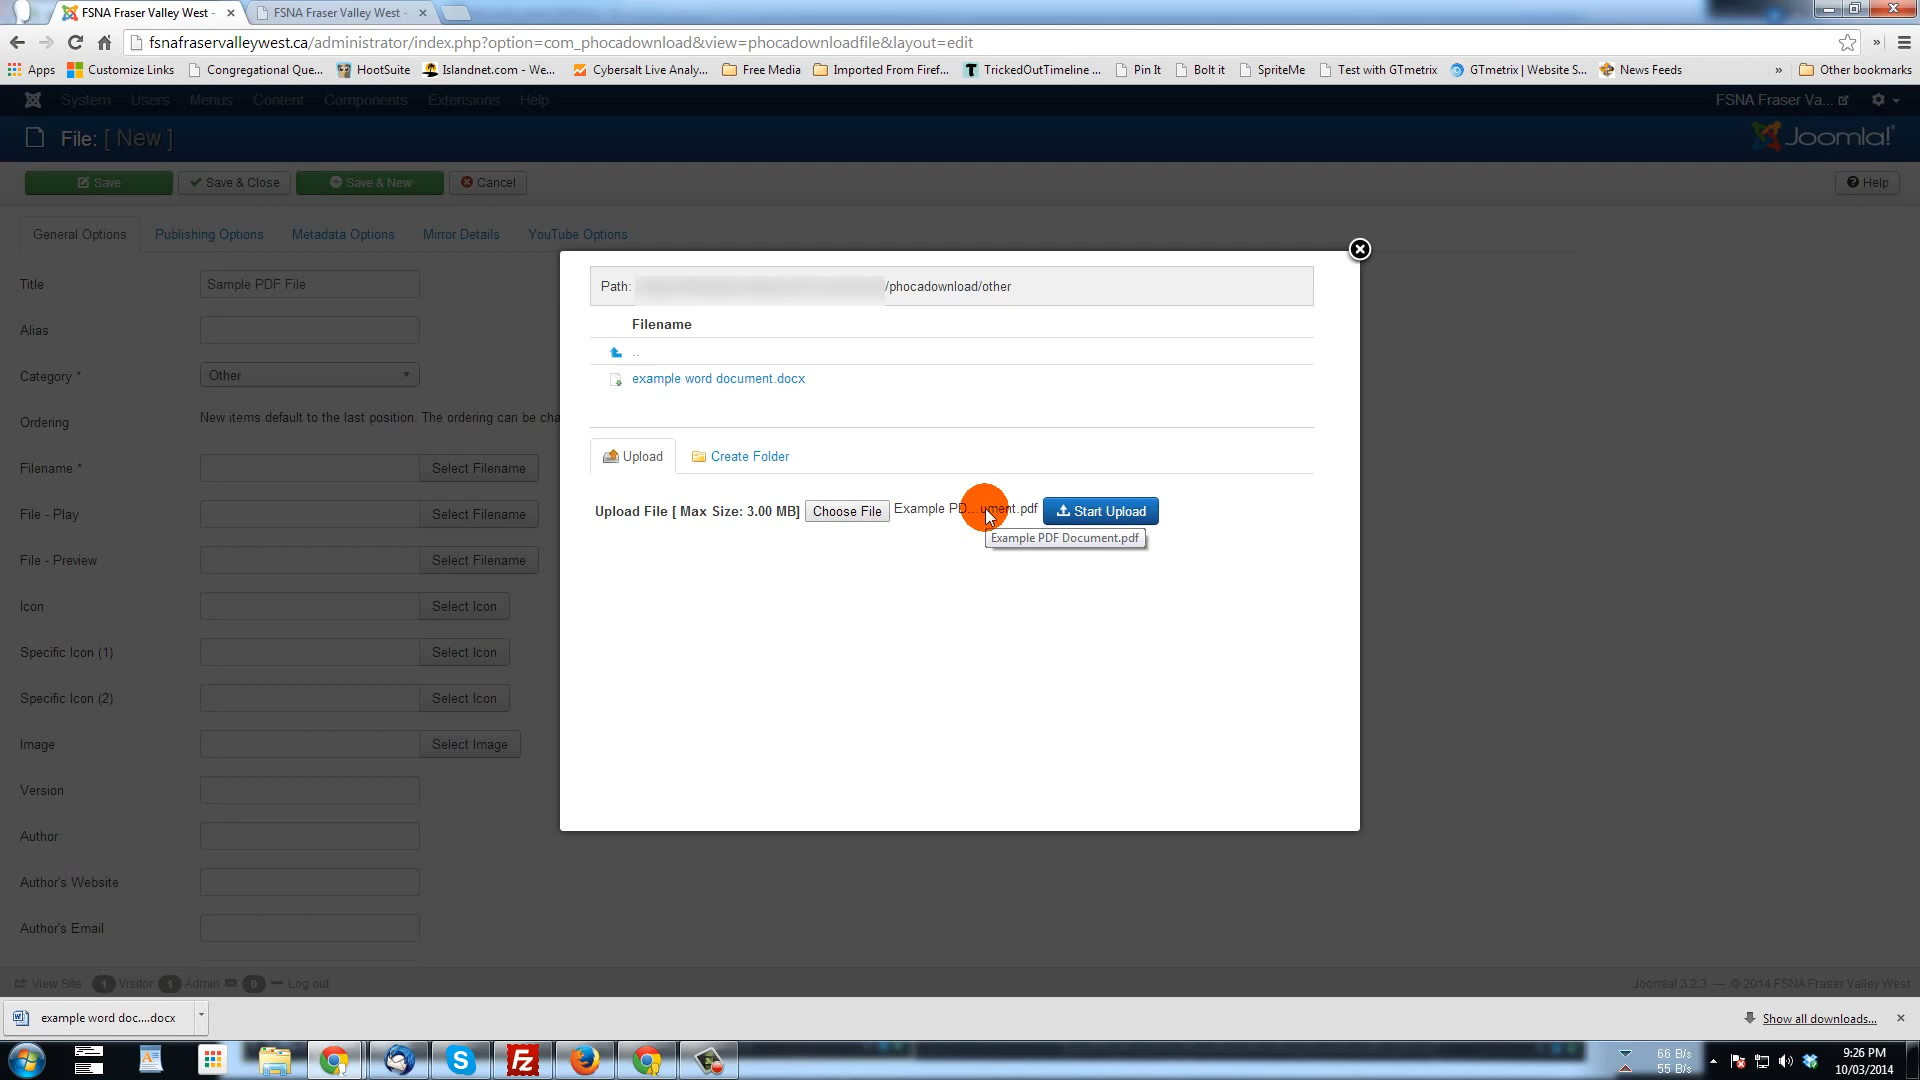 FSNA Fraser Valley West -
FSNA Fraser Valley West -
fsnafraservalleywest.ca/administrator/index.php?option=com_phocadownload&view=phocadownloadfile&layout=edit
Apps Customize Links Congregational Que... HootSuite Islandnet.com - We... Cybersalt Live Analy... Free Media Imported From Firef... TrickedOutTimeline ... Pin It Bolt it SpriteMe Test with GTmetrix GTmetrix | Website S... News Feeds » Other bookmarks
System Users Menus Content Components Extensions Help FSNA Fraser Va...
File: [ New ] Joomla!
Save Save & Close Save & New Cancel Help
General Options Publishing Options Metadata Options Mirror Details YouTube Options
Title Sample PDF File
Alias
Category * Other
Ordering New items default to the last position. The ordering can be cha
Filename * Select Filename
File - Play Select Filename
File - Preview Select Filename
Icon Select Icon
Specific Icon (1) Select Icon
Specific Icon (2) Select Icon
Image Select Image
Version
Author
Author's Website
Author's Email
Path: /phocadownload/other
Filename
..
example word document.docx
Upload Create Folder
Upload File [ Max Size: 3.00 MB] Choose File Example PD...ument.pdf Start Upload
Example PDF Document.pdf
View Site 1 Visitor 1 Admin 0 Log out Joomla! 3.2.3 — © 2014 FSNA Fraser Valley West
example word doc....docx Show all downloads...
66 B/s
55 B/s
9:26 PM
10/03/2014